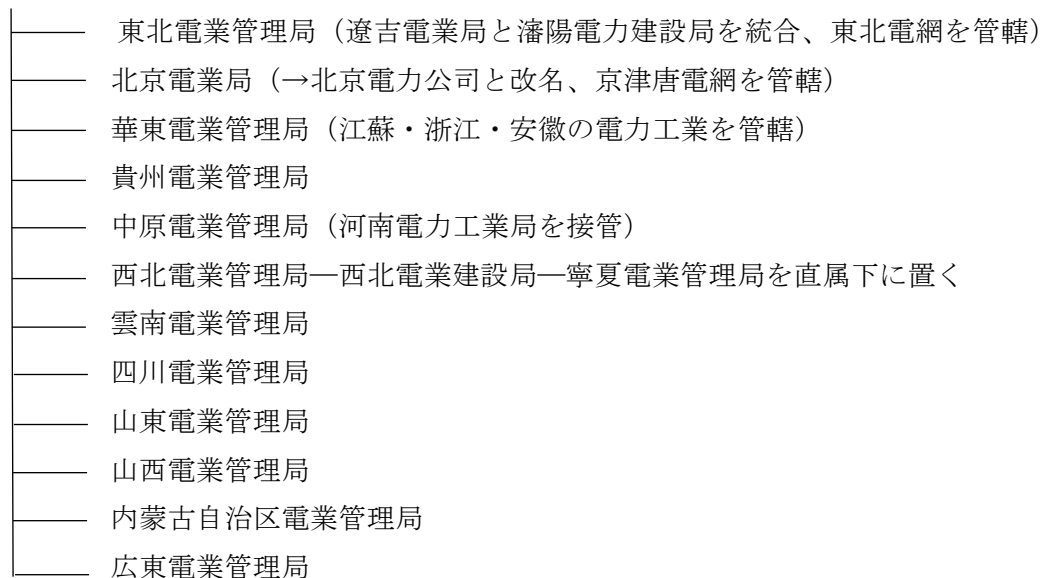 東北電業管理局（遼吉電業局と瀋陽電力建設局を統合、東北電網を管轄）
北京電業局（→北京電力公司と改名、京津唐電網を管轄）
華東電業管理局（江蘇・浙江・安徽の電力工業を管轄）
貴州電業管理局
中原電業管理局（河南電力工業局を接管）
西北電業管理局―西北電業建設局―寧夏電業管理局を直属下に置く
雲南電業管理局
四川電業管理局
山東電業管理局
山西電業管理局
内蒙古自治区電業管理局
広東電業管理局